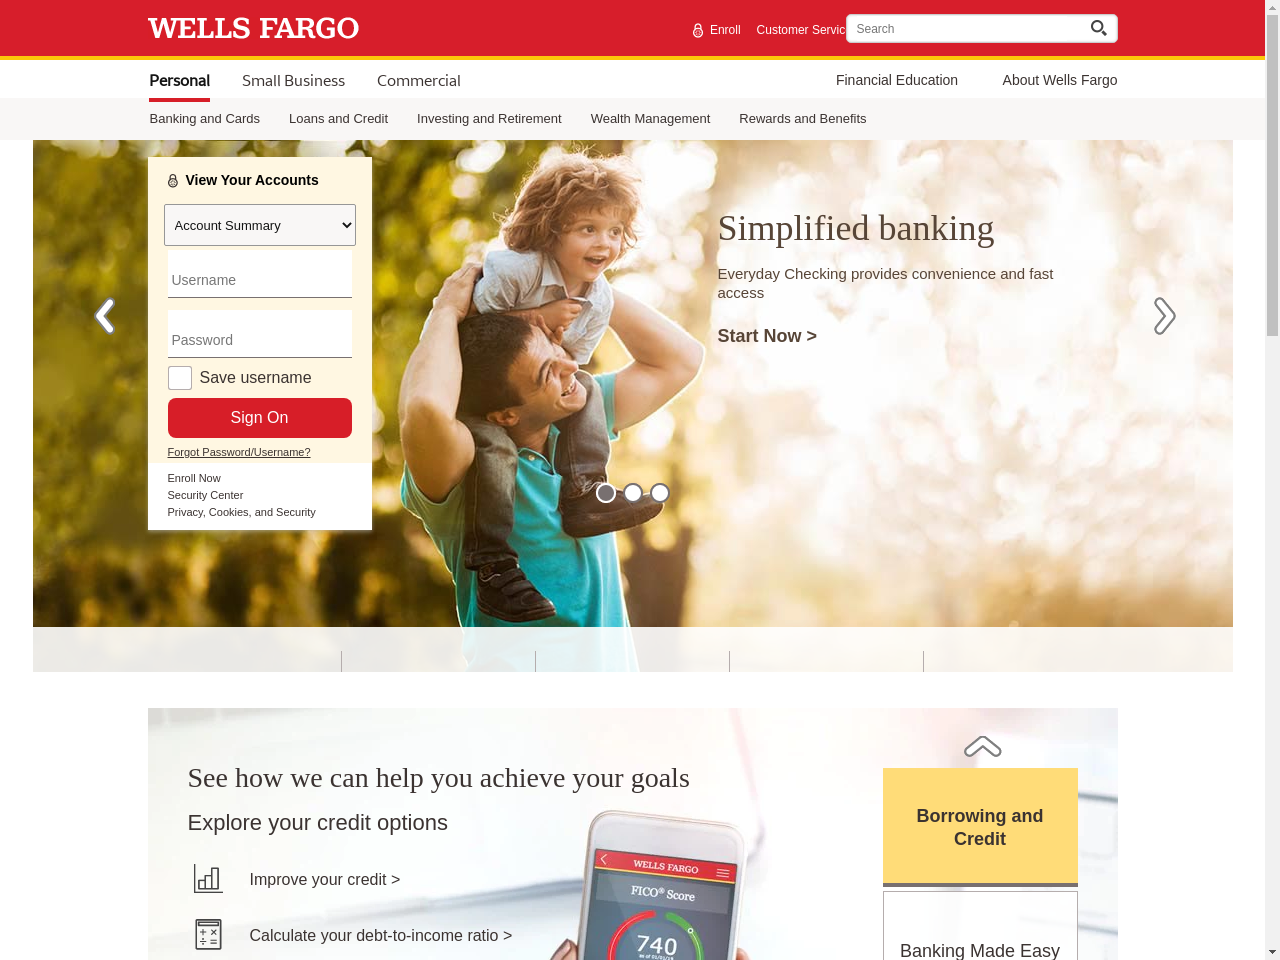 WELLS FARGO
Enroll
Customer Servic
Search
Personal
Small Business
Commercial
Financial Education
About Wells Fargo
Banking and Cards
Loans and Credit
Investing and Retirement
Wealth Management
Rewards and Benefits
View Your Accounts
Account Summary
Username
Password
Save username
Sign On
Forgot Password/Username?
Enroll Now
Security Center
Privacy, Cookies, and Security
Simplified banking
Everyday Checking provides convenience and fast
access
Start Now >
See how we can help you achieve your goals
Explore your credit options
Improve your credit >
Calculate your debt-to-income ratio >
WELLS FARGO
FICO® Score
740
as of 01/01/18
Borrowing and
Credit
Banking Made Easy